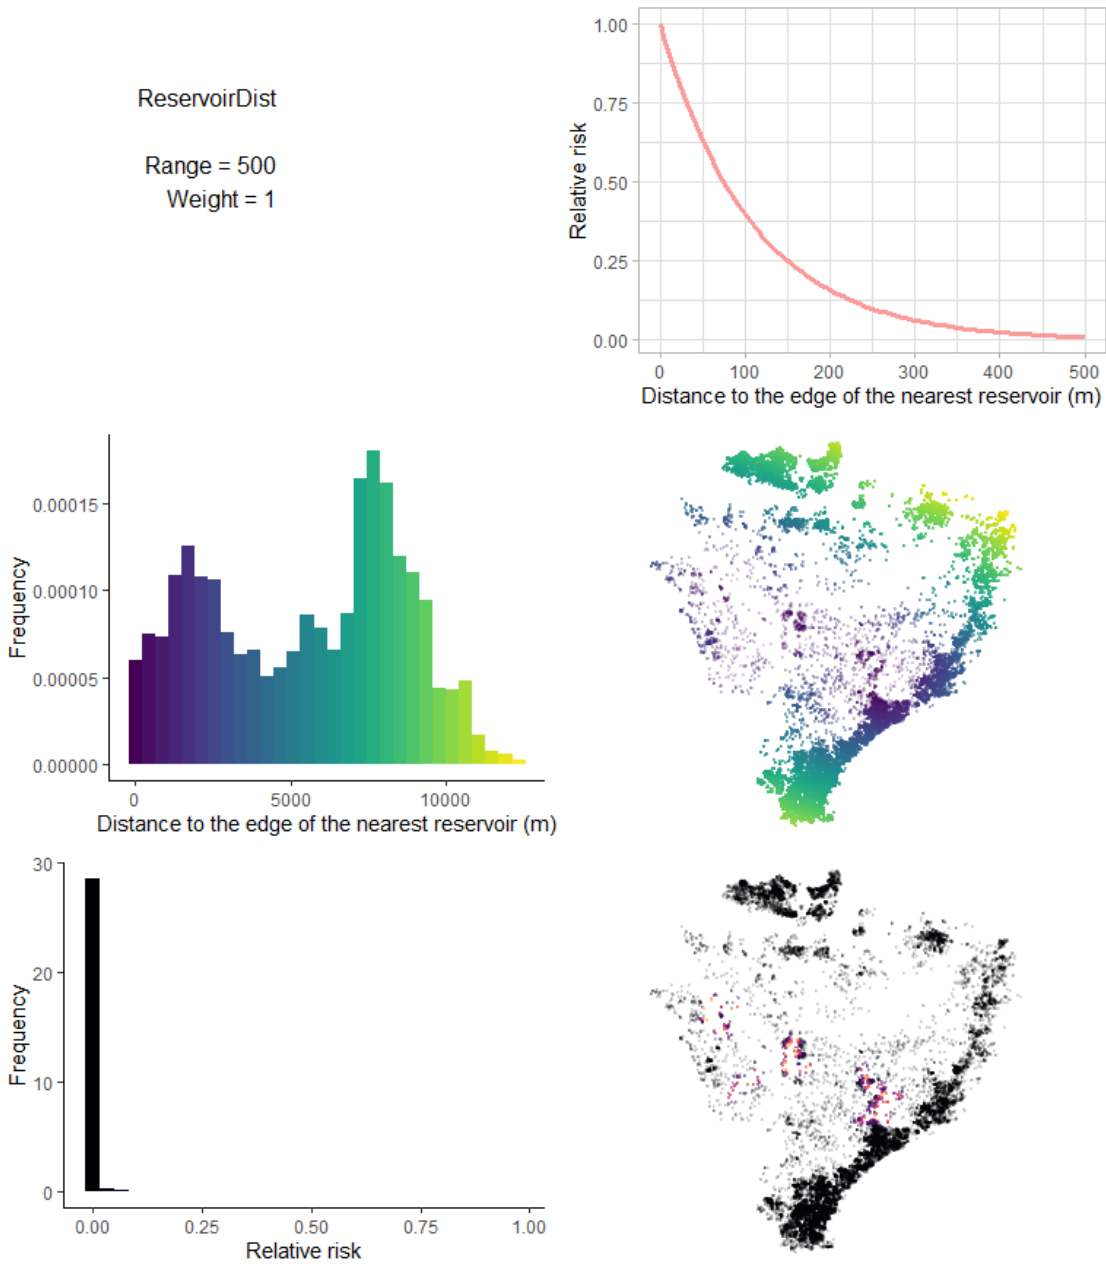 ReservoirDist
Range = 500
Weight = 1
1.00
0.75
0.50
0.25
0.00
Relative risk
0 100 200 300 400 500
Distance to the edge of the nearest reservoir (m)
0.00015
0.00010
0.00005
0.00000
Frequency
0 5000 10000
Distance to the edge of the nearest reservoir (m)
30
20
10
0
Frequency
0.00 0.25 0.50 0.75 1.00
Relative risk